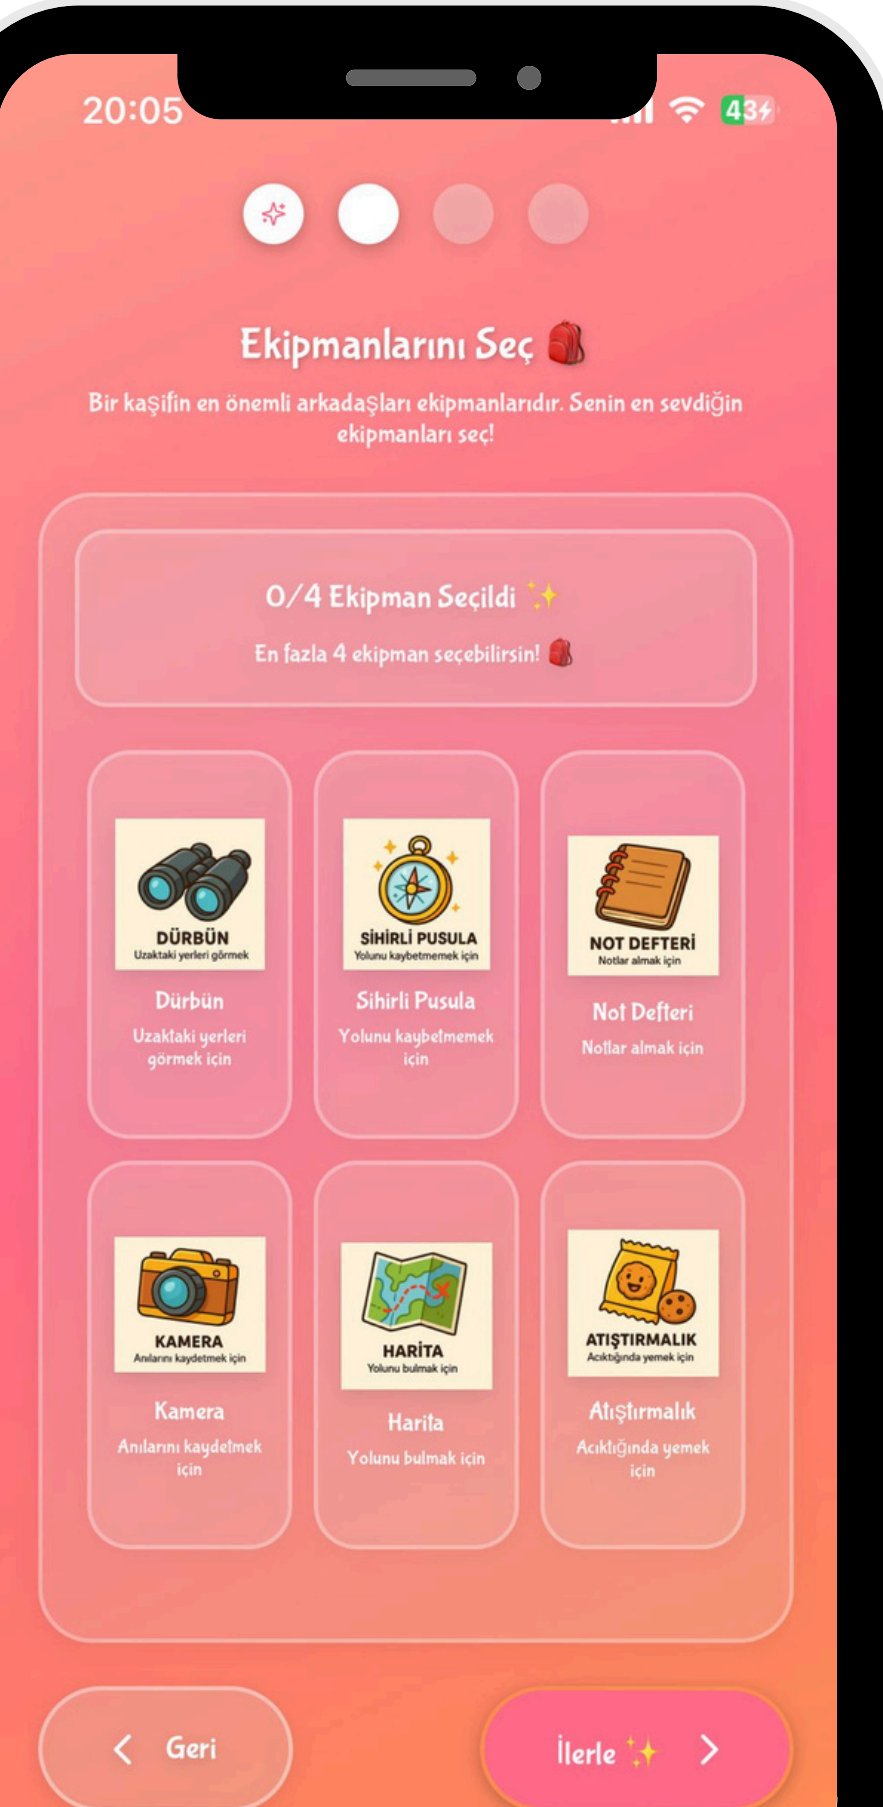 20:05
43
Ekipmanlarını Seç
Bir kaşifin en önemli arkadaşları ekipmanlarıdır. Senin en sevdiğin
ekipmanları seç!
0/4 Ekipman Seçildi
En fazla 4 ekipman seçebilirsin!
DÜRBÜN
Uzaktaki yerleri görmek
Dürbün
Uzaktaki yerleri
görmek için
SİHİRLİ PUSULA
Yolunu kaybetmemek için
Sihirli Pusula
Yolunu kaybetmemek
için
NOT DEFTERİ
Notlar almak için
Not Defteri
Notlar almak için
KAMERA
Anılarını kaydetmek için
Kamera
Anılarını kaydetmek
için
HARİTA
Yolunu bulmak için
Harita
Yolunu bulmak için
ATIŞTIRMALIK
Acıktığında yemek için
Atıştırmalık
Acıktığında yemek
için
Geri
İlerle